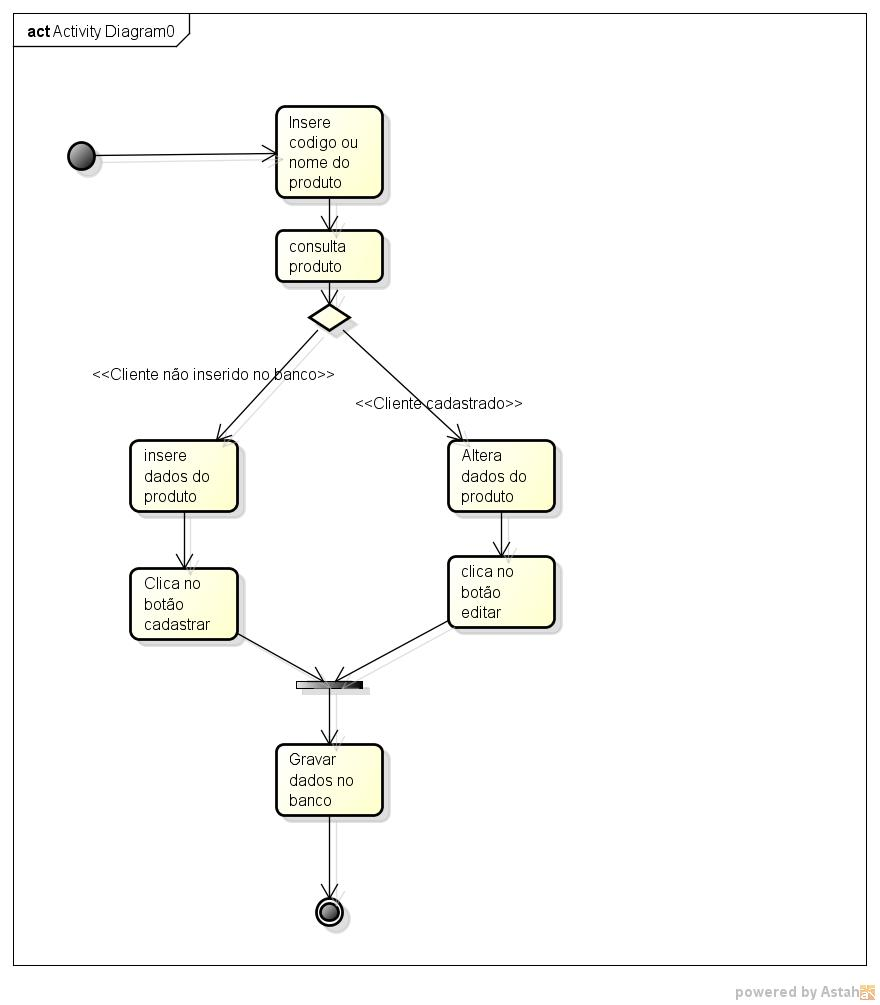 act Activity Diagram0
Insere
codigo ou
nome do
produto
consulta
produto
<<Cliente não inserido no banco>>
<<Cliente cadastrado>>
insere
dados do
produto
Altera
dados do
produto
Clica no
botão
cadastrar
clica no
botão
editar
Gravar
dados no
banco
powered by Astah